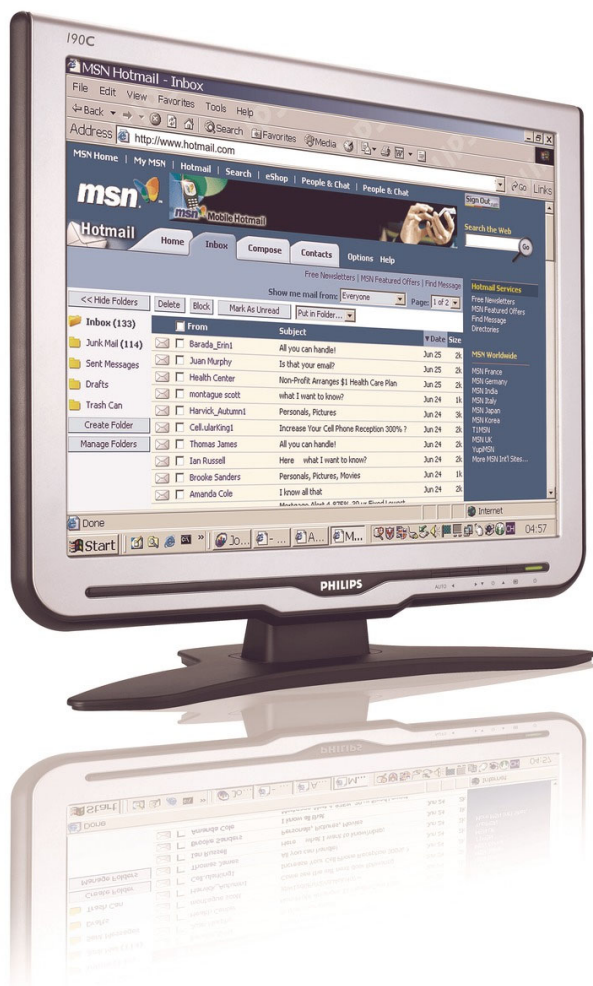 190C
MSN Hotmail - Inbox
File Edit View Favorites Tools Help
Back Search Favorites Media
Address http://www.hotmail.com Go Links
MSN Home | My MSN | Hotmail | Search | eShop | People & Chat | People & Chat
msn
msn Mobile Hotmail
Sign Out
Hotmail
Search the Web
Go
Home Inbox Compose Contacts Options Help
Free Newsletters | MSN Featured Offers | Find Message
Show me mail from: Everyone Page: 1 of 2
<< Hide Folders Delete Block Mark As Unread Put in Folder...
From Subject Date Size
Inbox (133) Barada_Erin1 All you can handle! Jun 25 2k
Junk Mail (114) Juan Murphy Is that your email? Jun 25 2k
Sent Messages Health Center Non-Profit Arranges $1 Health Care Plan Jun 25 2k
Drafts montague scott what I want to know? Jun 24 2k
Trash Can Harvick_Autumn1 Personals, Pictures Jun 24 3k
Create Folder Cell.ularKing1 Increase Your Cell Phone Reception 300% ? Jun 24 1k
Manage Folders Thomas James All you can handle! Jun 24 2k
Ian Russell Here what I want to know? Jun 24 2k
Brooke Sanders Personals, Pictures, Movies Jun 24 1k
Amanda Cole I know all that Jun 24 2k
Hotmail Services
Free Newsletters
MSN Featured Offers
Find Message
Directories
MSN Worldwide
MSN France
MSN Germany
MSN India
MSN Italy
MSN Japan
MSN Korea
T1MSN
MSN UK
YupiMSN
More MSN Int'l Sites...
Done Internet
Start Jo... - ... A... M... 04:57
PHILIPS
AUTO